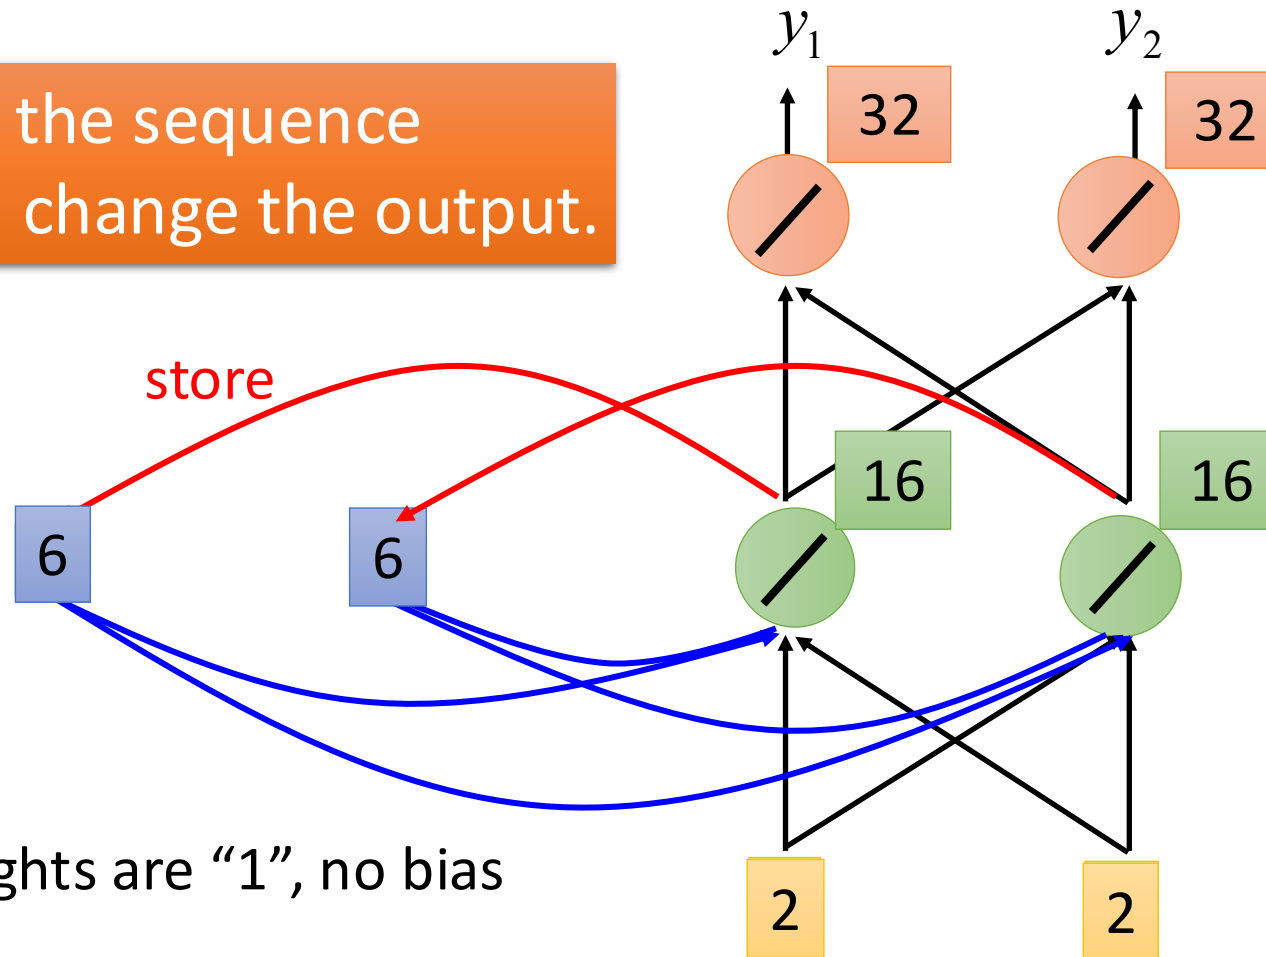 y1
y2
32
32
the sequence
change the output.
store
16
16
6
6
ghts are “1”, no bias
2
2